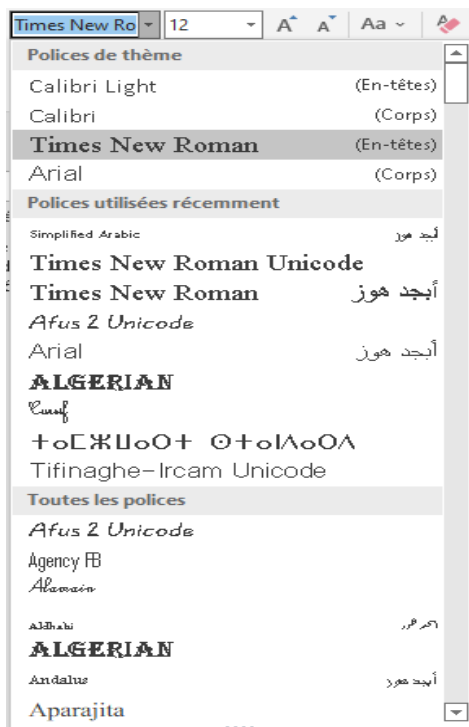 Times New Ro 12 A A Aa
Polices de thème
Calibri Light (En-têtes)
Calibri (Corps)
Times New Roman (En-têtes)
Arial (Corps)
Polices utilisées récemment
Simplified Arabic أبجد هوز
Times New Roman Unicode
Times New Roman أبجد هوز
Afus 2 Unicode
Arial أبجد هوز
ALGERIAN
ⵜⴰⵎⵣⵡⴰⵔⵜ ⵙⵜⴰⵏⴷⴰⵔⴷ
Tifinaghe-Ircam Unicode
Toutes les polices
Afus 2 Unicode
Agency FB
Alamain
Aldhabi
ALGERIAN
Andalus أبجد هوز
Aparajita